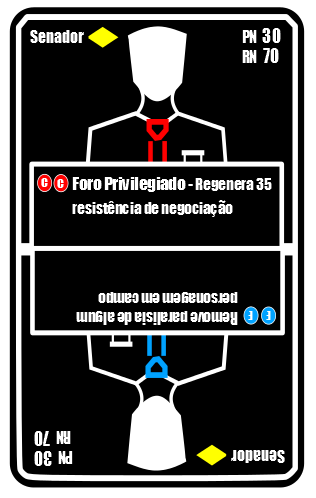 Senador
PN 30
RN 70
C C Foro Privilegiado - Regenera 35
resistência de negociação
F F Remove paralisia de algum
personagem em campo
Senador
PN 30
RN 70